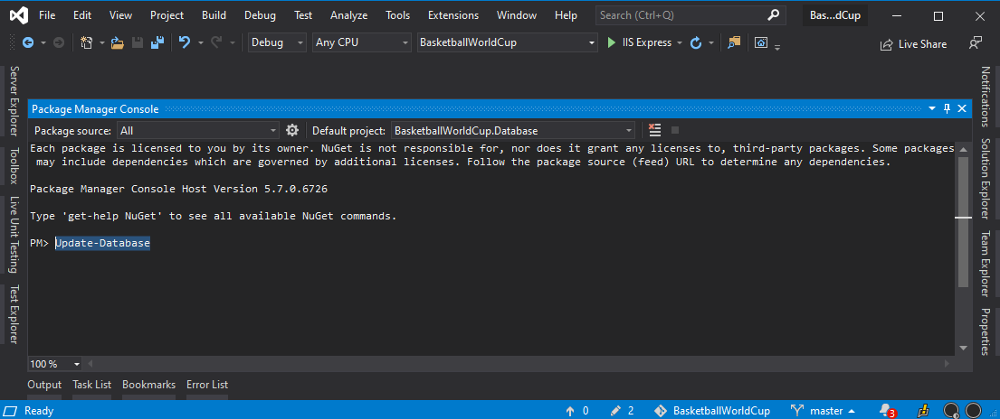 File Edit View Project Build Debug Test Analyze Tools Extensions Window Help Search (Ctrl+Q) Bas...dCup
Debug Any CPU BasketballWorldCup IIS Express Live Share
Server Explorer
Toolbox
Live Unit Testing
Test Explorer
Package Manager Console
Package source: All Default project: BasketballWorldCup.Database
Each package is licensed to you by its owner. NuGet is not responsible for, nor does it grant any licenses to, third-party packages. Some packages
may include dependencies which are governed by additional licenses. Follow the package source (feed) URL to determine any dependencies.
Package Manager Console Host Version 5.7.0.6726
Type 'get-help NuGet' to see all available NuGet commands.
PM> Update-Database
100 %
Notifications
Solution Explorer
Team Explorer
Properties
Output Task List Bookmarks Error List
Ready 0 2 BasketballWorldCup master 3